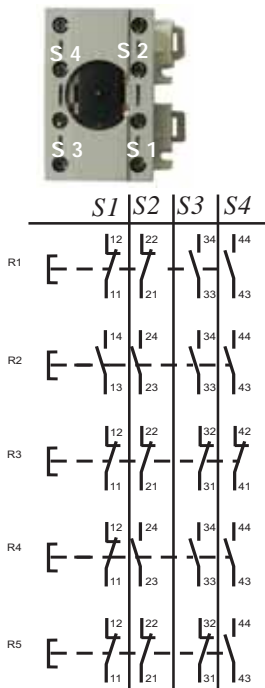 S 4 S 2
S 3 S 1
S1 S2 S3 S4
12 22 34 44
R1
11 21 33 43
14 24 34 44
R2
13 23 33 43
12 22 32 42
R3
11 21 31 41
12 24 34 44
R4
11 23 33 43
12 22 32 44
R5
11 21 31 43